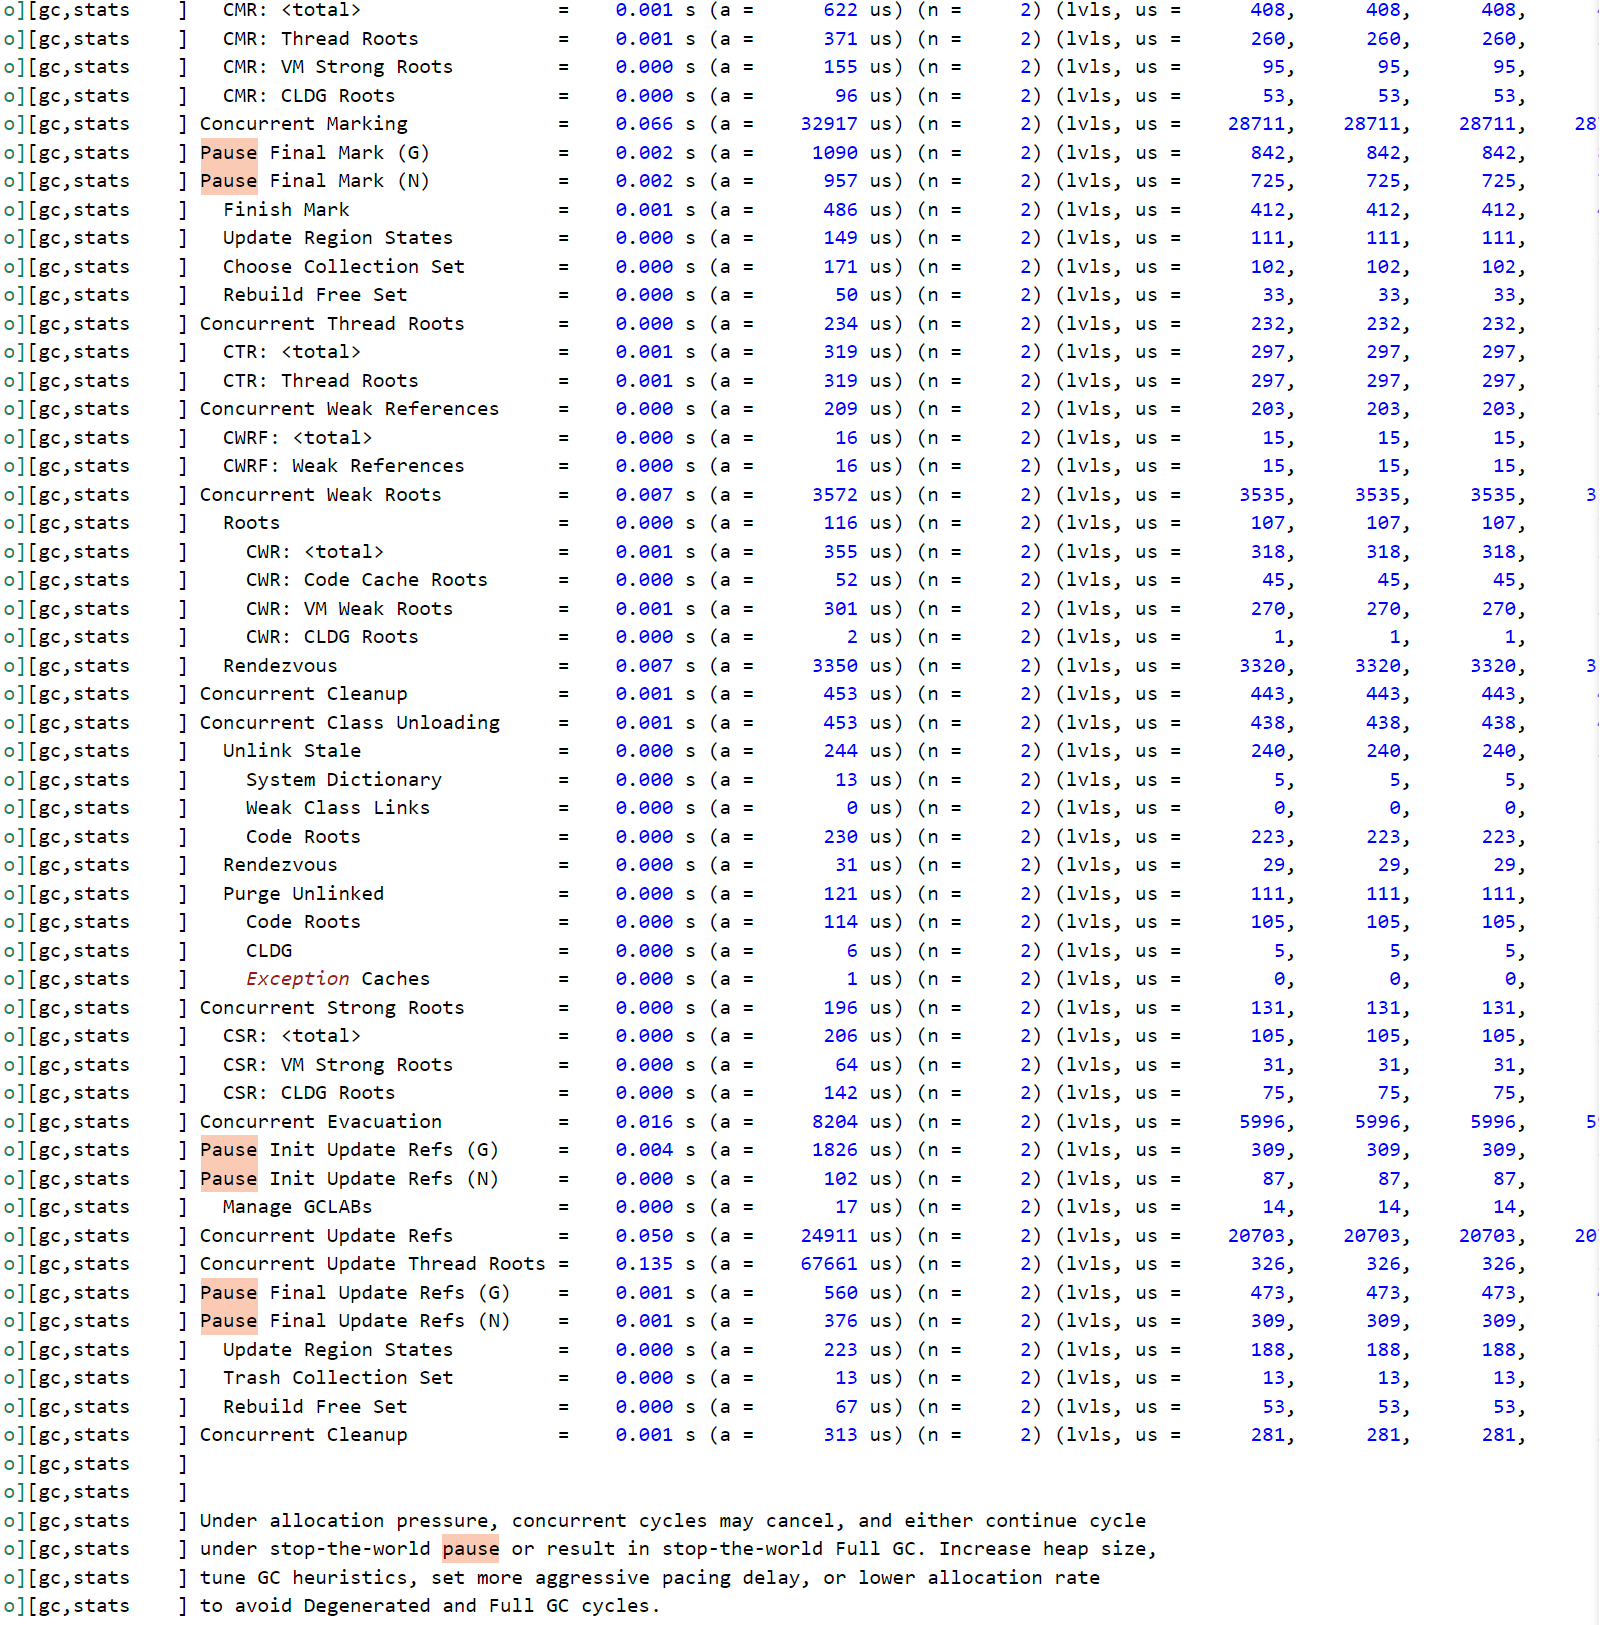 o][gc,stats ] CMR: <total> = 0.001 s (a = 622 us) (n = 2) (lvls, us = 408, 408, 408,
o][gc,stats ] CMR: Thread Roots = 0.001 s (a = 371 us) (n = 2) (lvls, us = 260, 260, 260,
o][gc,stats ] CMR: VM Strong Roots = 0.000 s (a = 155 us) (n = 2) (lvls, us = 95, 95, 95,
o][gc,stats ] CMR: CLDG Roots = 0.000 s (a = 96 us) (n = 2) (lvls, us = 53, 53, 53,
o][gc,stats ] Concurrent Marking = 0.066 s (a = 32917 us) (n = 2) (lvls, us = 28711, 28711, 28711, 28
o][gc,stats ] Pause Final Mark (G) = 0.002 s (a = 1090 us) (n = 2) (lvls, us = 842, 842, 842,
o][gc,stats ] Pause Final Mark (N) = 0.002 s (a = 957 us) (n = 2) (lvls, us = 725, 725, 725,
o][gc,stats ] Finish Mark = 0.001 s (a = 486 us) (n = 2) (lvls, us = 412, 412, 412,
o][gc,stats ] Update Region States = 0.000 s (a = 149 us) (n = 2) (lvls, us = 111, 111, 111,
o][gc,stats ] Choose Collection Set = 0.000 s (a = 171 us) (n = 2) (lvls, us = 102, 102, 102,
o][gc,stats ] Rebuild Free Set = 0.000 s (a = 50 us) (n = 2) (lvls, us = 33, 33, 33,
o][gc,stats ] Concurrent Thread Roots = 0.000 s (a = 234 us) (n = 2) (lvls, us = 232, 232, 232,
o][gc,stats ] CTR: <total> = 0.001 s (a = 319 us) (n = 2) (lvls, us = 297, 297, 297,
o][gc,stats ] CTR: Thread Roots = 0.001 s (a = 319 us) (n = 2) (lvls, us = 297, 297, 297,
o][gc,stats ] Concurrent Weak References = 0.000 s (a = 209 us) (n = 2) (lvls, us = 203, 203, 203,
o][gc,stats ] CWRF: <total> = 0.000 s (a = 16 us) (n = 2) (lvls, us = 15, 15, 15,
o][gc,stats ] CWRF: Weak References = 0.000 s (a = 16 us) (n = 2) (lvls, us = 15, 15, 15,
o][gc,stats ] Concurrent Weak Roots = 0.007 s (a = 3572 us) (n = 2) (lvls, us = 3535, 3535, 3535, 3
o][gc,stats ] Roots = 0.000 s (a = 116 us) (n = 2) (lvls, us = 107, 107, 107,
o][gc,stats ] CWR: <total> = 0.001 s (a = 355 us) (n = 2) (lvls, us = 318, 318, 318,
o][gc,stats ] CWR: Code Cache Roots = 0.000 s (a = 52 us) (n = 2) (lvls, us = 45, 45, 45,
o][gc,stats ] CWR: VM Weak Roots = 0.001 s (a = 301 us) (n = 2) (lvls, us = 270, 270, 270,
o][gc,stats ] CWR: CLDG Roots = 0.000 s (a = 2 us) (n = 2) (lvls, us = 1, 1, 1,
o][gc,stats ] Rendezvous = 0.007 s (a = 3350 us) (n = 2) (lvls, us = 3320, 3320, 3320, 3
o][gc,stats ] Concurrent Cleanup = 0.001 s (a = 453 us) (n = 2) (lvls, us = 443, 443, 443,
o][gc,stats ] Concurrent Class Unloading = 0.001 s (a = 453 us) (n = 2) (lvls, us = 438, 438, 438,
o][gc,stats ] Unlink Stale = 0.000 s (a = 244 us) (n = 2) (lvls, us = 240, 240, 240,
o][gc,stats ] System Dictionary = 0.000 s (a = 13 us) (n = 2) (lvls, us = 5, 5, 5,
o][gc,stats ] Weak Class Links = 0.000 s (a = 0 us) (n = 2) (lvls, us = 0, 0, 0,
o][gc,stats ] Code Roots = 0.000 s (a = 230 us) (n = 2) (lvls, us = 223, 223, 223,
o][gc,stats ] Rendezvous = 0.000 s (a = 31 us) (n = 2) (lvls, us = 29, 29, 29,
o][gc,stats ] Purge Unlinked = 0.000 s (a = 121 us) (n = 2) (lvls, us = 111, 111, 111,
o][gc,stats ] Code Roots = 0.000 s (a = 114 us) (n = 2) (lvls, us = 105, 105, 105,
o][gc,stats ] CLDG = 0.000 s (a = 6 us) (n = 2) (lvls, us = 5, 5, 5,
o][gc,stats ] Exception Caches = 0.000 s (a = 1 us) (n = 2) (lvls, us = 0, 0, 0,
o][gc,stats ] Concurrent Strong Roots = 0.000 s (a = 196 us) (n = 2) (lvls, us = 131, 131, 131,
o][gc,stats ] CSR: <total> = 0.000 s (a = 206 us) (n = 2) (lvls, us = 105, 105, 105,
o][gc,stats ] CSR: VM Strong Roots = 0.000 s (a = 64 us) (n = 2) (lvls, us = 31, 31, 31,
o][gc,stats ] CSR: CLDG Roots = 0.000 s (a = 142 us) (n = 2) (lvls, us = 75, 75, 75,
o][gc,stats ] Concurrent Evacuation = 0.016 s (a = 8204 us) (n = 2) (lvls, us = 5996, 5996, 5996, 5
o][gc,stats ] Pause Init Update Refs (G) = 0.004 s (a = 1826 us) (n = 2) (lvls, us = 309, 309, 309,
o][gc,stats ] Pause Init Update Refs (N) = 0.000 s (a = 102 us) (n = 2) (lvls, us = 87, 87, 87,
o][gc,stats ] Manage GCLABs = 0.000 s (a = 17 us) (n = 2) (lvls, us = 14, 14, 14,
o][gc,stats ] Concurrent Update Refs = 0.050 s (a = 24911 us) (n = 2) (lvls, us = 20703, 20703, 20703, 20
o][gc,stats ] Concurrent Update Thread Roots = 0.135 s (a = 67661 us) (n = 2) (lvls, us = 326, 326, 326,
o][gc,stats ] Pause Final Update Refs (G) = 0.001 s (a = 560 us) (n = 2) (lvls, us = 473, 473, 473,
o][gc,stats ] Pause Final Update Refs (N) = 0.001 s (a = 376 us) (n = 2) (lvls, us = 309, 309, 309,
o][gc,stats ] Update Region States = 0.000 s (a = 223 us) (n = 2) (lvls, us = 188, 188, 188,
o][gc,stats ] Trash Collection Set = 0.000 s (a = 13 us) (n = 2) (lvls, us = 13, 13, 13,
o][gc,stats ] Rebuild Free Set = 0.000 s (a = 67 us) (n = 2) (lvls, us = 53, 53, 53,
o][gc,stats ] Concurrent Cleanup = 0.001 s (a = 313 us) (n = 2) (lvls, us = 281, 281, 281,
o][gc,stats ]
o][gc,stats ]
o][gc,stats ] Under allocation pressure, concurrent cycles may cancel, and either continue cycle
o][gc,stats ] under stop-the-world pause or result in stop-the-world Full GC. Increase heap size,
o][gc,stats ] tune GC heuristics, set more aggressive pacing delay, or lower allocation rate
o][gc,stats ] to avoid Degenerated and Full GC cycles.